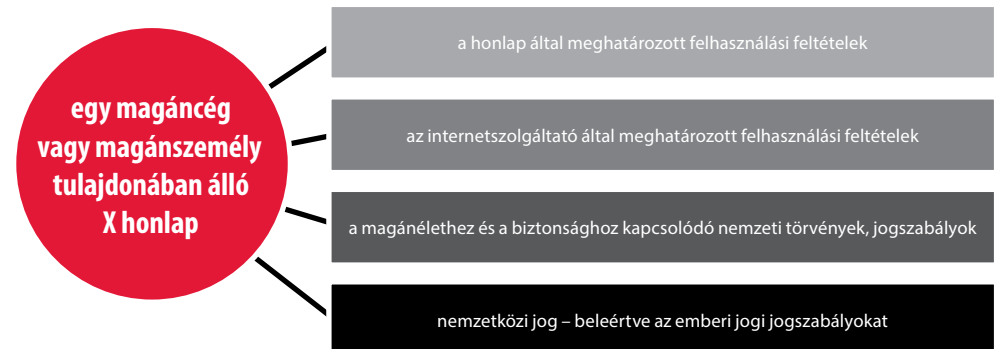 egy magáncég
vagy magánszemély
tulajdonában álló
X honlap
a honlap által meghatározott felhasználási feltételek
az internetszolgáltató által meghatározott felhasználási feltételek
a magánélethez és a biztonsághoz kapcsolódó nemzeti törvények, jogszabályok
nemzetközi jog – beleértve az emberi jogi jogszabályokat